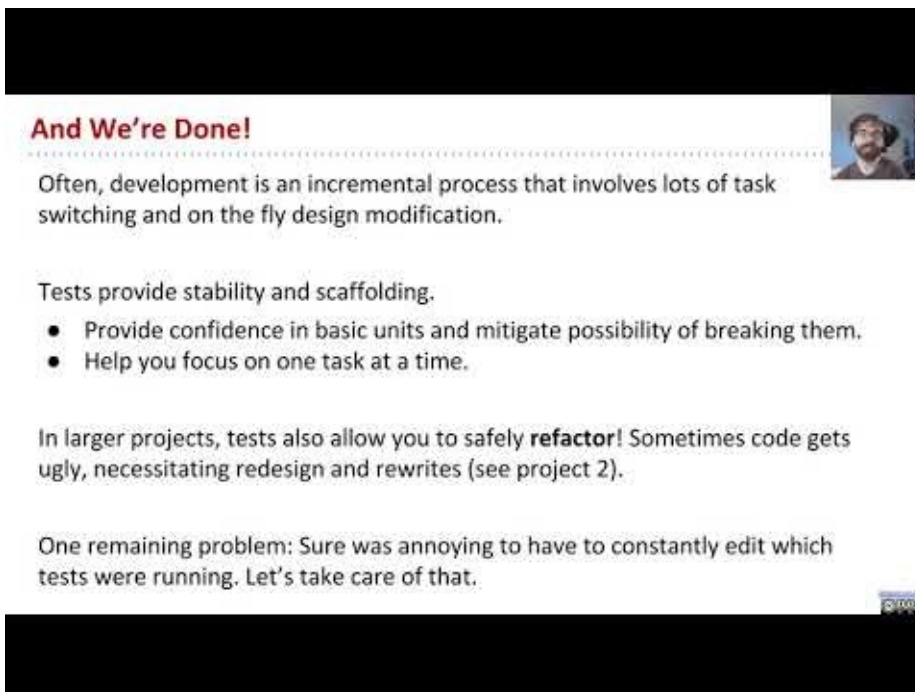 And We're Done!
Often, development is an incremental process that involves lots of task
switching and on the fly design modification.
Tests provide stability and scaffolding.
● Provide confidence in basic units and mitigate possibility of breaking them.
● Help you focus on one task at a time.
In larger projects, tests also allow you to safely refactor! Sometimes code gets
ugly, necessitating redesign and rewrites (see project 2).
One remaining problem: Sure was annoying to have to constantly edit which
tests were running. Let's take care of that.